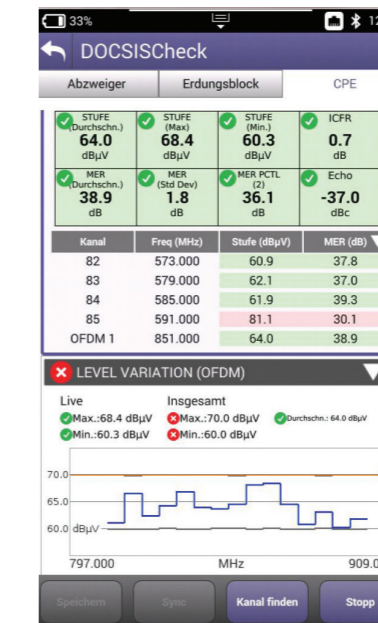 33% 12
DOCSISCheck
Abzweiger Erdungsblock CPE
STUFE (Durchschn.) 64.0 dBµV
STUFE (Max) 68.4 dBµV
STUFE (Min.) 60.3 dBµV
ICFR 0.7 dB
MER (Durchschn.) 38.9 dB
MER (Std Dev) 1.8 dB
MER PCTL (2) 36.1 dB
Echo -37.0 dBc
Kanal Freq (MHz) Stufe (dBµV) MER (dB)
82 573.000 60.9 37.8
83 579.000 62.1 37.0
84 585.000 61.9 39.3
85 591.000 81.1 30.1
OFDM 1 851.000 64.0 38.9
LEVEL VARIATION (OFDM)
Live Insgesamt
Max.:68.4 dBµV Max.:70.0 dBµV Durchschn.: 64.0 dBµV
Min.:60.3 dBµV Min.:60.0 dBµV
70.0
65.0
60.0 dBµV
797.000 MHz 909.0
Speichern Sync Kanal finden Stopp